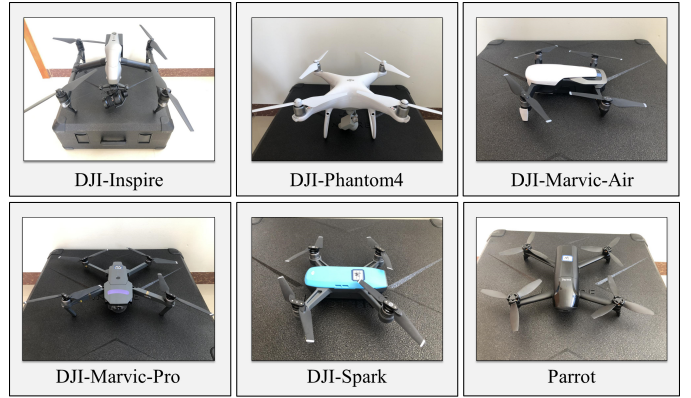 DJI-Inspire
DJI-Phantom4
DJI-Marvic-Air
DJI-Marvic-Pro
DJI-Spark
Parrot